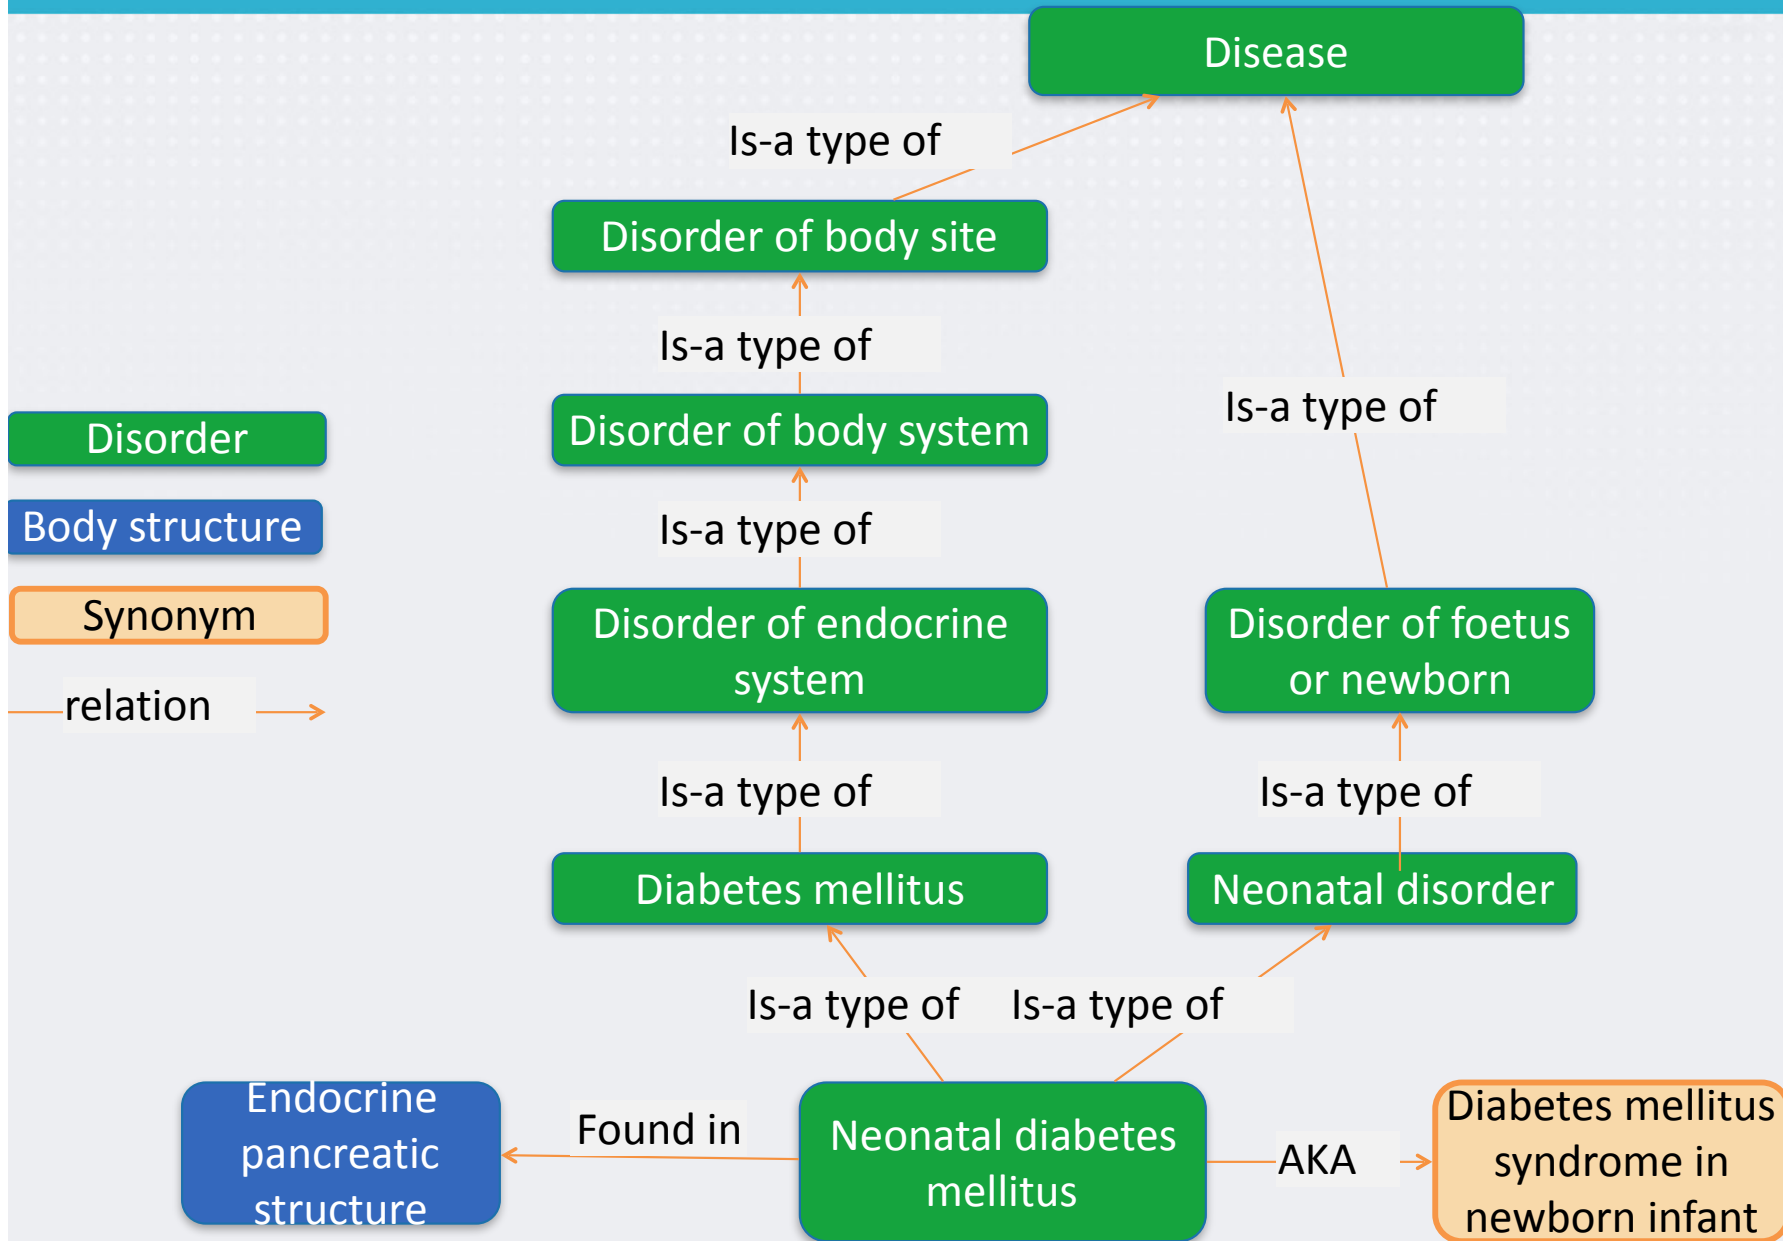 Disease
Is-a type of
Disorder of body site
Is-a type of
Is-a type of
Disorder
Disorder of body system
Body structure
Is-a type of
Synonym
Disorder of endocrine
system
Disorder of foetus
or newborn
relation
Is-a type of
Is-a type of
Diabetes mellitus
Neonatal disorder
Is-a type of
Is-a type of
Endocrine
pancreatic
structure
Found in
Neonatal diabetes
mellitus
AKA
Diabetes mellitus
syndrome in
newborn infant